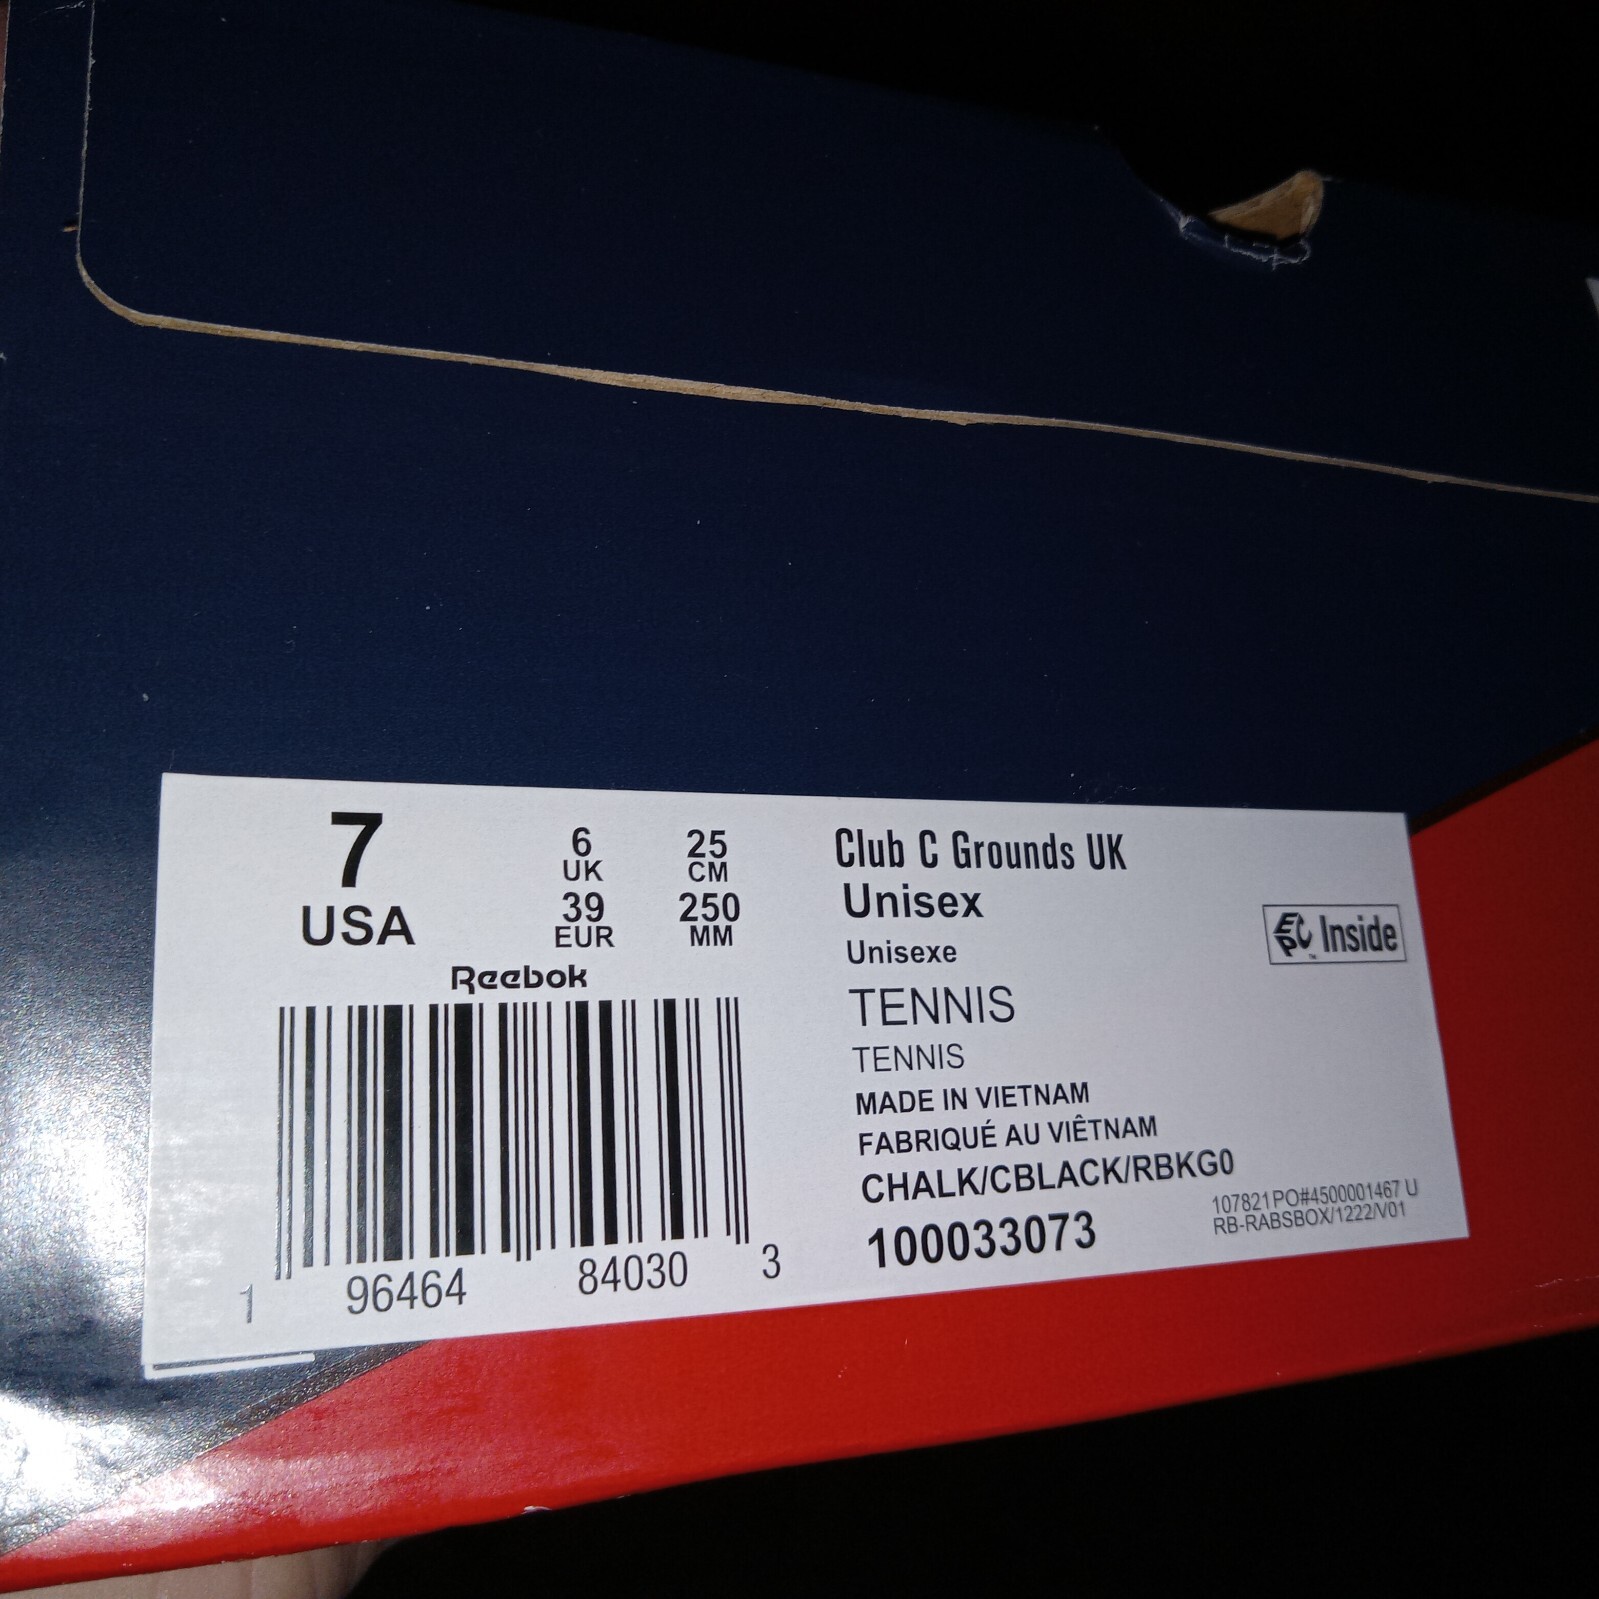 7
USA
6
UK
39
EUR
25
CM
250
MM
Reebok
1 96464 84030 3
Club C Grounds UK
Unisex
Unisexe
TENNIS
TENNIS
MADE IN VIETNAM
FABRIQUÉ AU VIÊTNAM
CHALK/CBLACK/RBKG0
100033073
EPC™ Inside
107821PO#4500001467 U
RB-RABSBOX/1222/V01